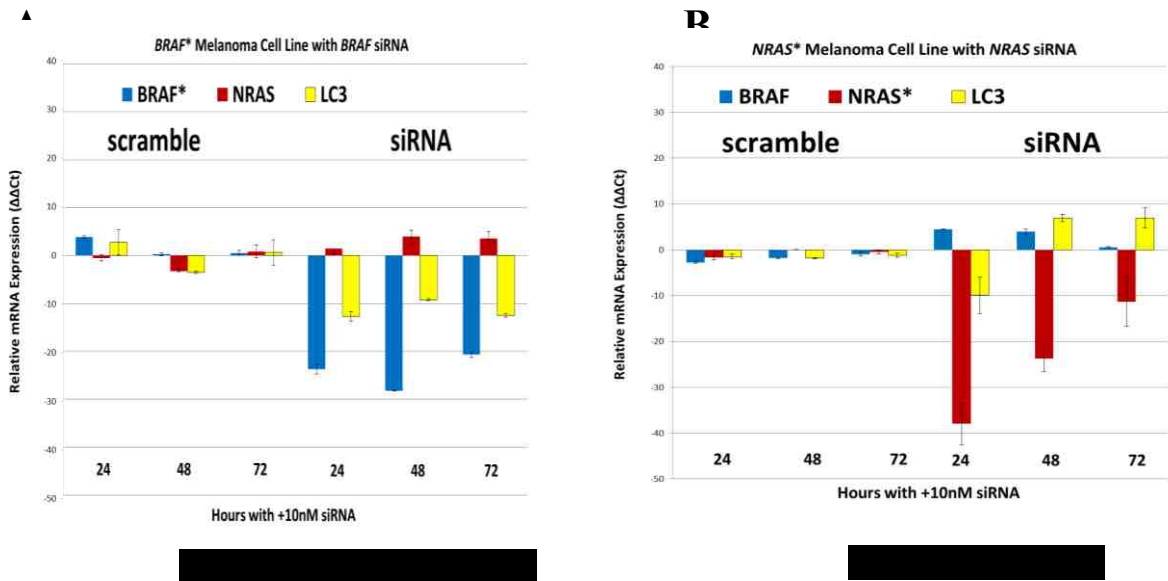 A
BRAF* Melanoma Cell Line with BRAF siRNA
40
30
20
10
0
-10
-20
-30
-40
-50
Relative mRNA Expression (ΔΔCt)
BRAF* NRAS LC3
scramble siRNA
24 48 72 24 48 72
Hours with +10nM siRNA
B
NRAS* Melanoma Cell Line with NRAS siRNA
40
30
20
10
0
-10
-20
-30
-40
-50
Relative mRNA Expression (ΔΔCt)
BRAF NRAS* LC3
scramble siRNA
24 48 72 24 48 72
Hours with +10nM siRNA